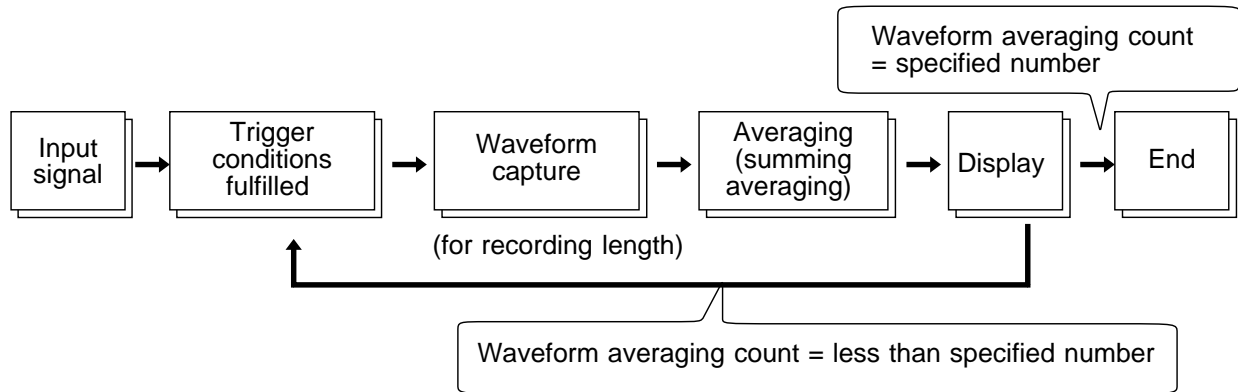 Waveform averaging count
= specified number
Input
signal
Trigger
conditions
fulfilled
Waveform
capture
Averaging
(summing
averaging)
Display
End
(for recording length)
Waveform averaging count = less than specified number